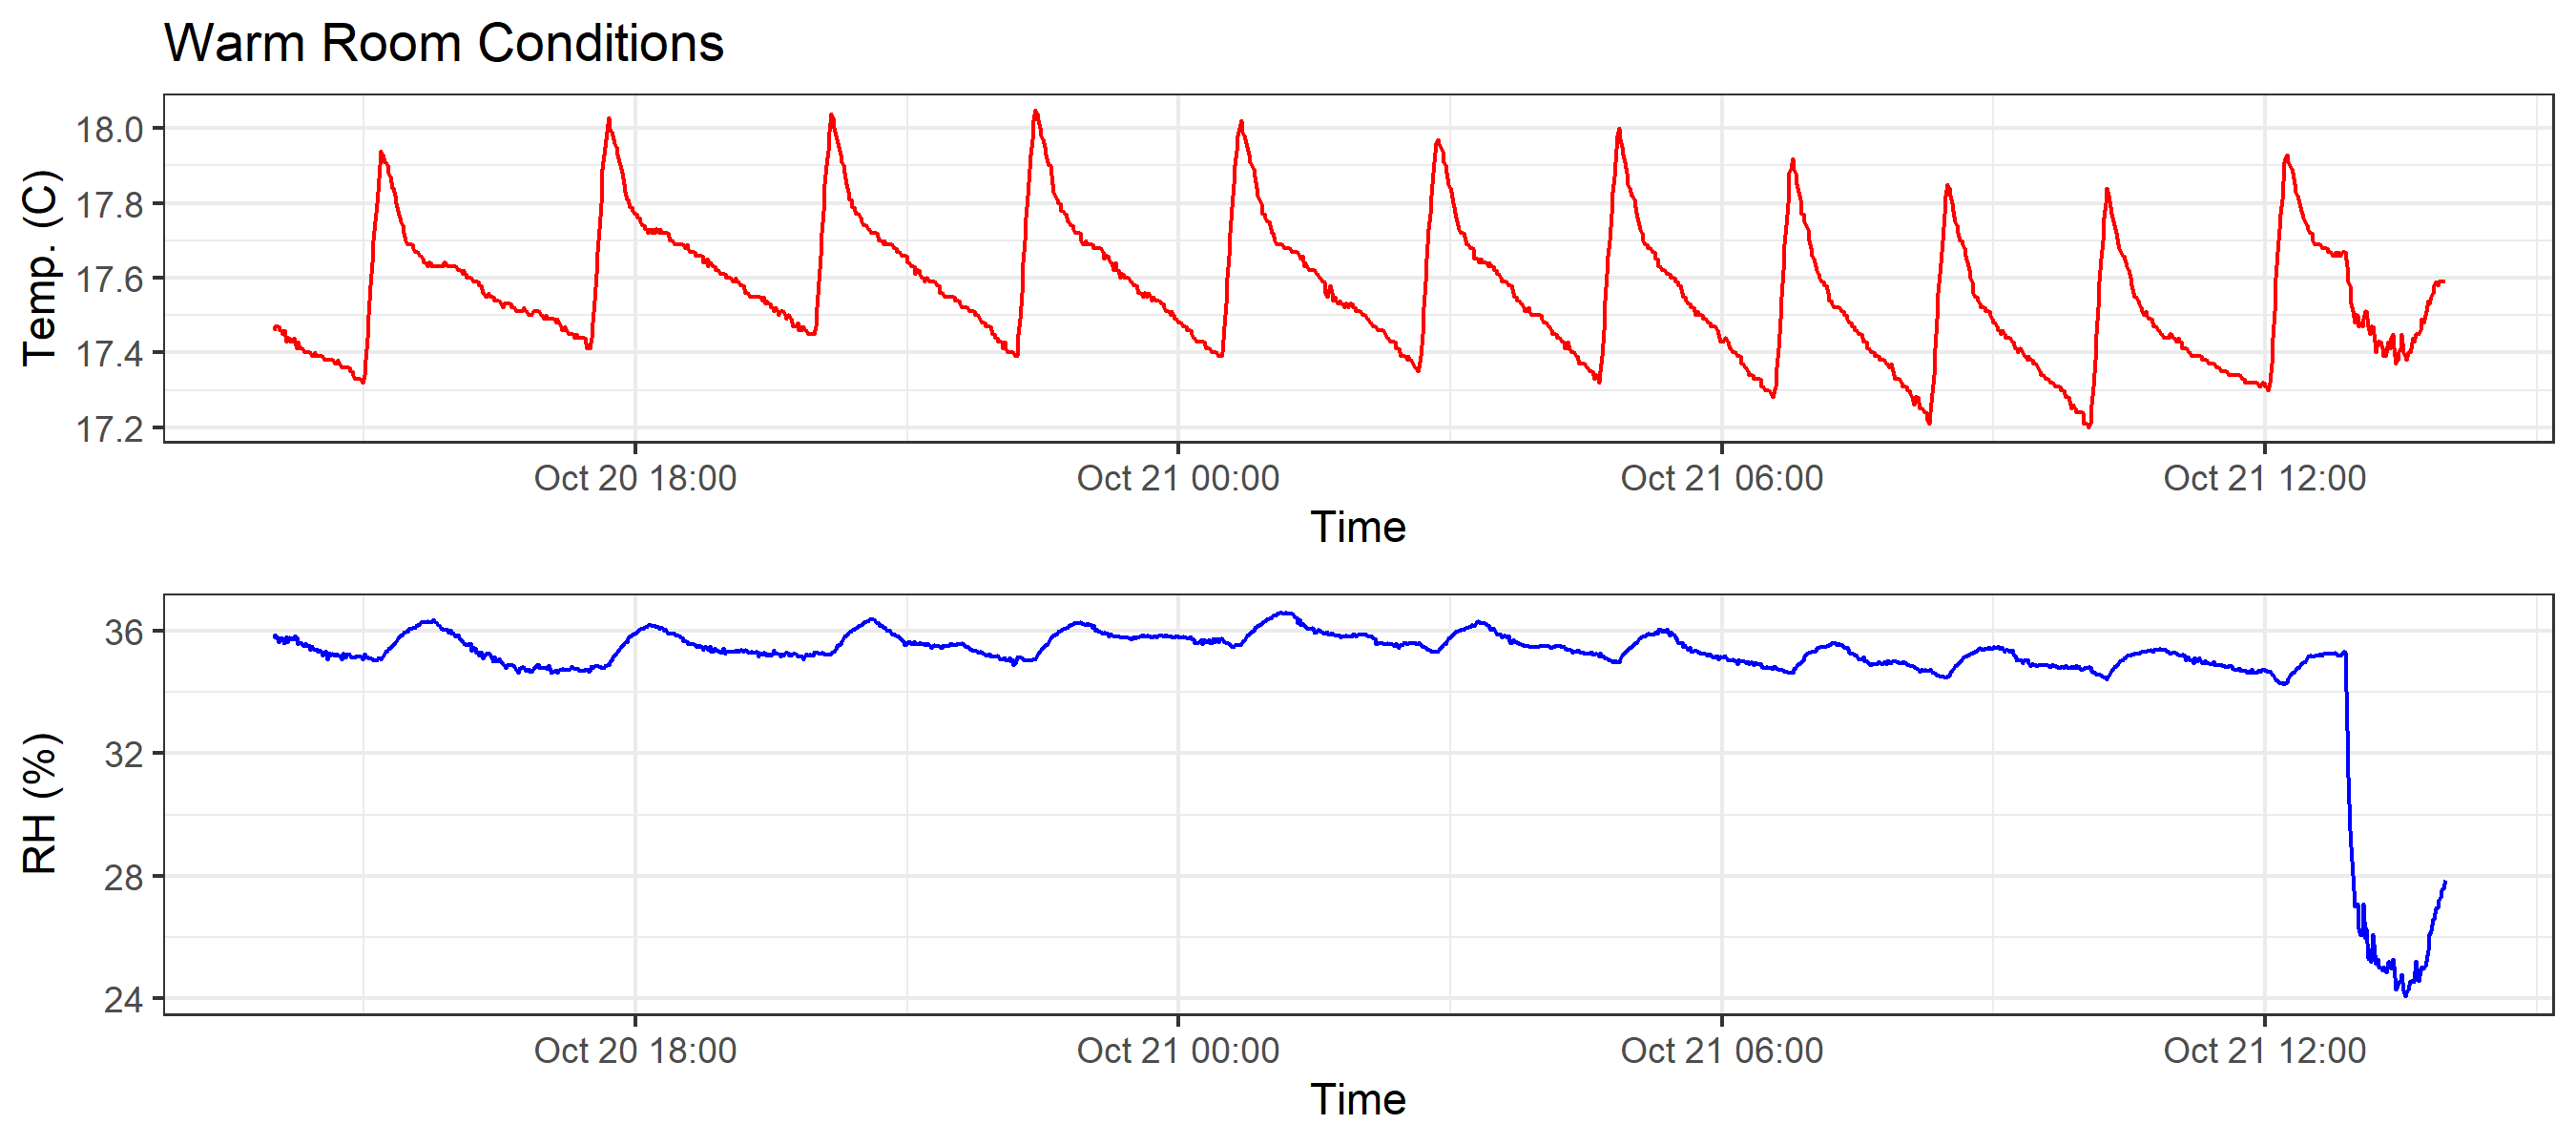 Warm Room Conditions
Temp. (C)
18.0
17.8
17.6
17.4
17.2
Oct 20 18:00 Oct 21 00:00 Oct 21 06:00 Oct 21 12:00
Time
RH (%)
36
32
28
24
Oct 20 18:00 Oct 21 00:00 Oct 21 06:00 Oct 21 12:00
Time